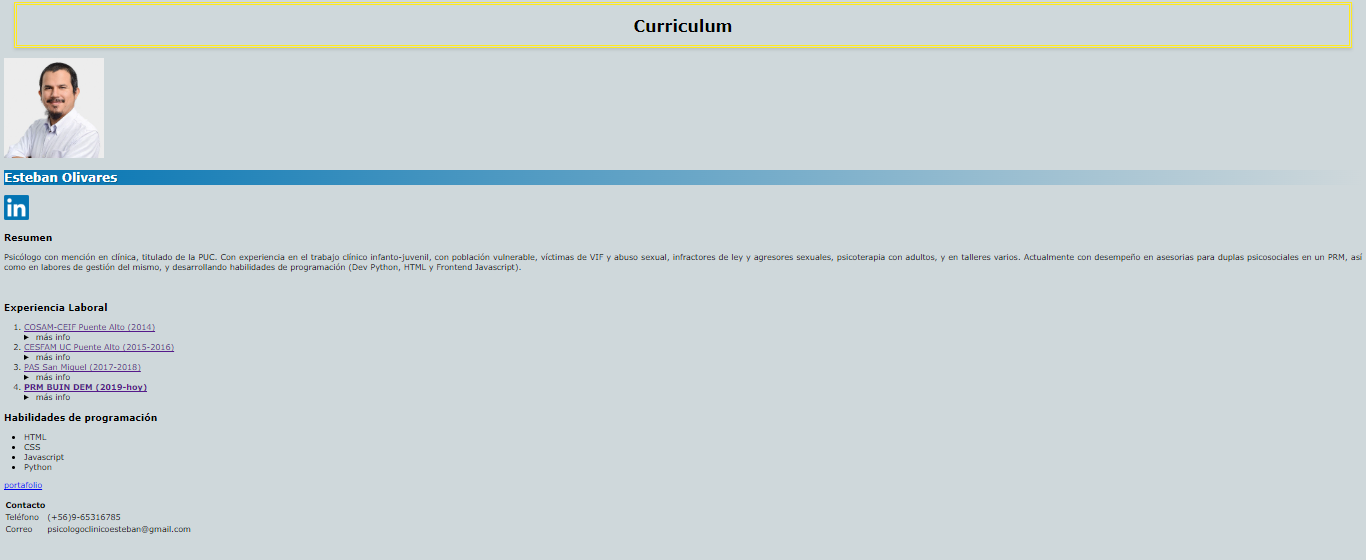 Curriculum
Esteban Olivares
in
Resumen
Psicólogo con mención en clínica, titulado de la PUC. Con experiencia en el trabajo clínico infanto-juvenil, con población vulnerable, víctimas de VIF y abuso sexual, infractores de ley y agresores sexuales, psicoterapia con adultos, y en talleres varios. Actualmente con desempeño en asesorias para duplas psicosociales en un PRM, así
como en labores de gestión del mismo, y desarrollando habilidades de programación (Dev Python, HTML y Frontend Javascript).
Experiencia Laboral
1. COSAM-CEIF Puente Alto (2014)
más info
2. CESFAM UC Puente Alto (2015-2016)
más info
3. PAS San Miguel (2017-2018)
más info
4. PRM BUIN DEM (2019-hoy)
más info
Habilidades de programación
HTML
CSS
Javascript
Python
portafolio
Contacto
Teléfono (+56)9-65316785
Correo psicologoclinicoesteban@gmail.com